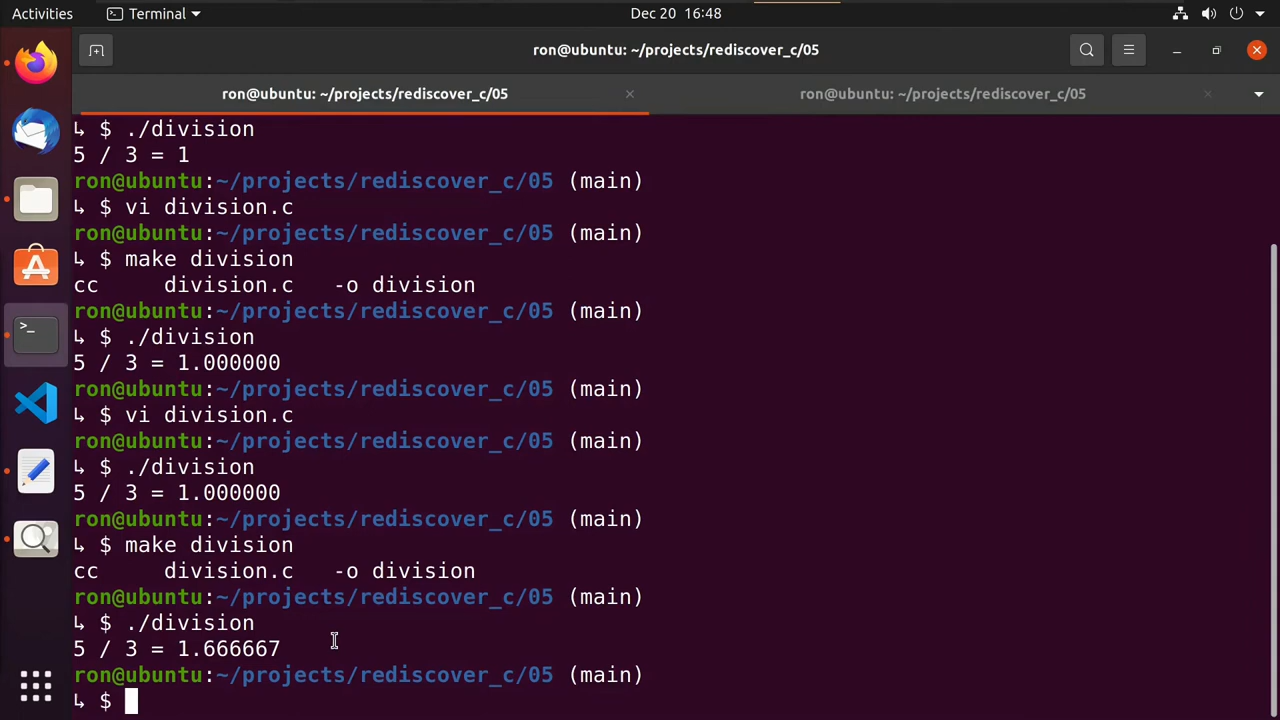 Activities Terminal Dec 20 16:48
ron@ubuntu: ~/projects/rediscover_c/05
ron@ubuntu: ~/projects/rediscover_c/05 ron@ubuntu: ~/projects/rediscover_c/05
↳ $ ./division
5 / 3 = 1
ron@ubuntu:~/projects/rediscover_c/05 (main)
↳ $ vi division.c
ron@ubuntu:~/projects/rediscover_c/05 (main)
↳ $ make division
cc     division.c   -o division
ron@ubuntu:~/projects/rediscover_c/05 (main)
↳ $ ./division
5 / 3 = 1.000000
ron@ubuntu:~/projects/rediscover_c/05 (main)
↳ $ vi division.c
ron@ubuntu:~/projects/rediscover_c/05 (main)
↳ $ ./division
5 / 3 = 1.000000
ron@ubuntu:~/projects/rediscover_c/05 (main)
↳ $ make division
cc     division.c   -o division
ron@ubuntu:~/projects/rediscover_c/05 (main)
↳ $ ./division
5 / 3 = 1.666667
ron@ubuntu:~/projects/rediscover_c/05 (main)
↳ $